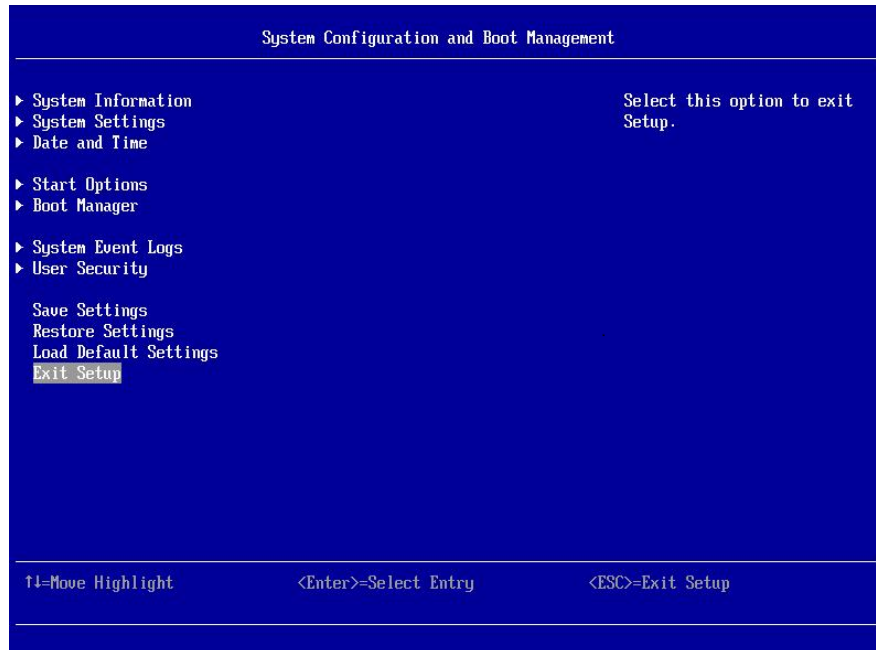 System Configuration and Boot Management
▶ System Information
▶ System Settings
▶ Date and Time
▶ Start Options
▶ Boot Manager
▶ System Event Logs
▶ User Security
Save Settings
Restore Settings
Load Default Settings
Exit Setup
Select this option to exit
Setup.
↑↓=Move Highlight <Enter>=Select Entry <ESC>=Exit Setup